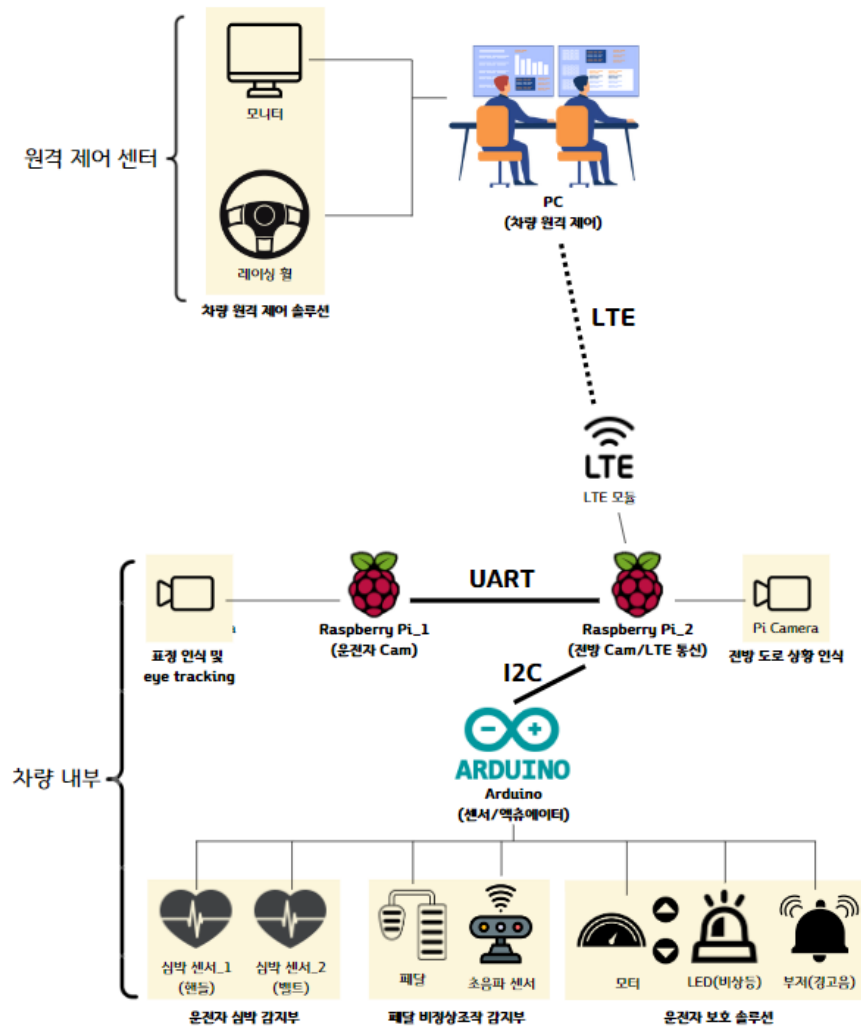 모니터
원격 제어 센터
레이싱 휠
차량 원격 제어 솔루션
PC
(차량 원격 제어)
LTE
LTE
LTE 모듈
UART
Raspberry Pi_1
(운전자 Cam)
Raspberry Pi_2
(전방 Cam/LTE 통신)
Pi Camera
표정 인식 및
eye tracking
전방 도로 상황 인식
I2C
ARDUINO
Arduino
(센서/액츄에이터)
차량 내부
심박 센서_1
(핸들)
심박 센서_2
(벨트)
페달
초음파 센서
모터
LED(비상등)
부저(경고음)
운전자 심박 감지부
페달 비정상조작 감지부
운전자 보호 솔루션